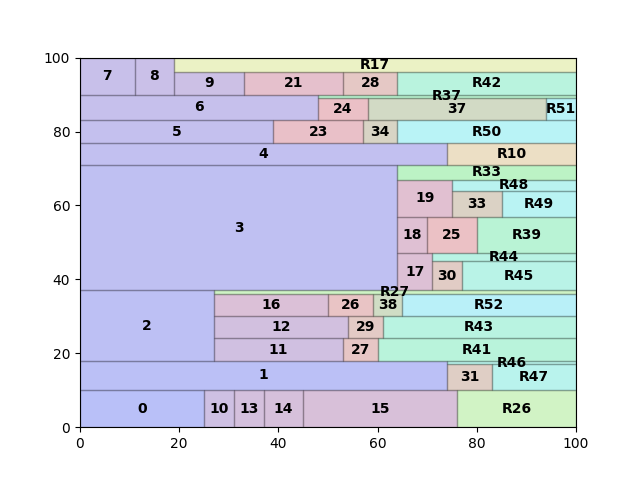 100
80
60
40
20
0
R17
7 8 9 21 28 R42
R37
6 24 37 R51
5 23 34 R50
4 R10
R33
R48
19 33 R49
3 18 25 R39
R44
17 30 R45
R27
2 16 26 38 R52
12 29 R43
11 27 R41
R46
1 31 R47
0 10 13 14 15 R26
0 20 40 60 80 100